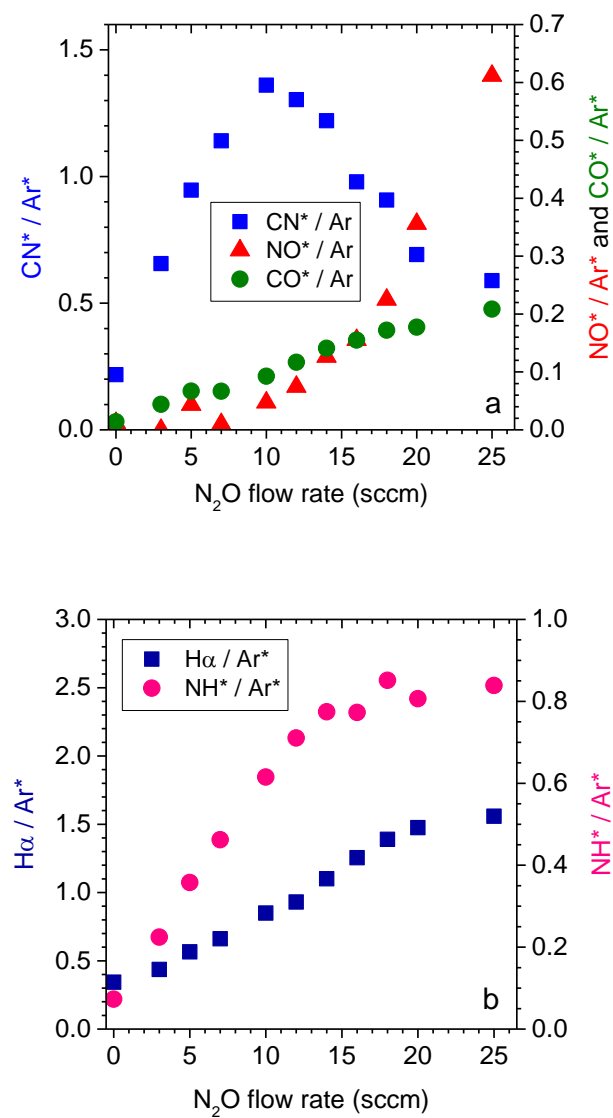 1.5
1.0
0.5
0.0
CN* / Ar*
0.7
0.6
0.5
0.4
0.3
0.2
0.1
0.0
NO* / Ar* and CO* / Ar*
CN* / Ar
NO* / Ar
CO* / Ar
a
0 5 10 15 20 25
N₂O flow rate (sccm)
3.0
2.5
2.0
1.5
1.0
0.5
0.0
Hα / Ar*
1.0
0.8
0.6
0.4
0.2
0.0
NH* / Ar*
Hα / Ar*
NH* / Ar*
b
0 5 10 15 20 25
N₂O flow rate (sccm)